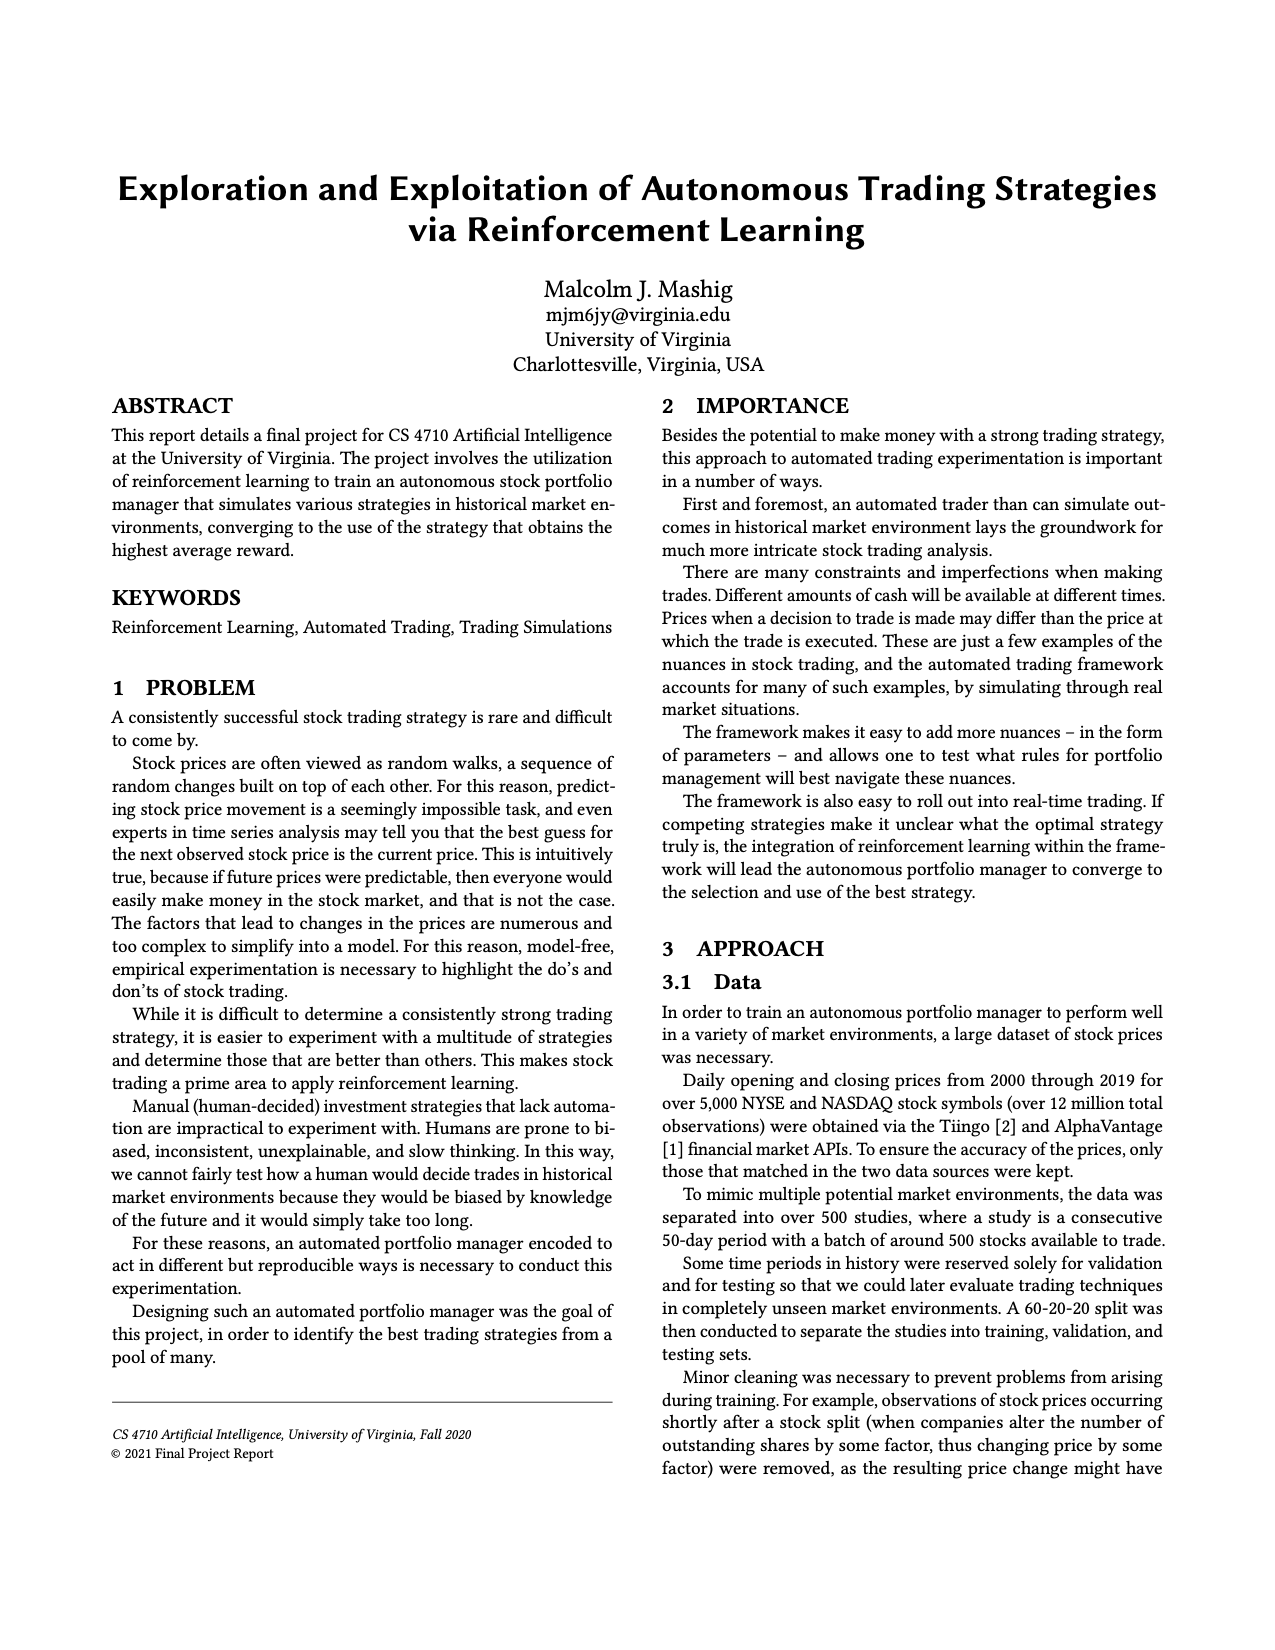 Exploration and Exploitation of Autonomous Trading Strategies
via Reinforcement Learning
Malcolm J. Mashig
mjm6jy@virginia.edu
University of Virginia
Charlottesville, Virginia, USA
ABSTRACT
This report details a final project for CS 4710 Artificial Intelligence
at the University of Virginia. The project involves the utilization
of reinforcement learning to train an autonomous stock portfolio
manager that simulates various strategies in historical market en-
vironments, converging to the use of the strategy that obtains the
highest average reward.
KEYWORDS
Reinforcement Learning, Automated Trading, Trading Simulations
1 PROBLEM
A consistently successful stock trading strategy is rare and difficult
to come by.
Stock prices are often viewed as random walks, a sequence of
random changes built on top of each other. For this reason, predict-
ing stock price movement is a seemingly impossible task, and even
experts in time series analysis may tell you that the best guess for
the next observed stock price is the current price. This is intuitively
true, because if future prices were predictable, then everyone would
easily make money in the stock market, and that is not the case.
The factors that lead to changes in the prices are numerous and
too complex to simplify into a model. For this reason, model-free,
empirical experimentation is necessary to highlight the do's and
don'ts of stock trading.
While it is difficult to determine a consistently strong trading
strategy, it is easier to experiment with a multitude of strategies
and determine those that are better than others. This makes stock
trading a prime area to apply reinforcement learning.
Manual (human-decided) investment strategies that lack automa-
tion are impractical to experiment with. Humans are prone to bi-
ased, inconsistent, unexplainable, and slow thinking. In this way,
we cannot fairly test how a human would decide trades in historical
market environments because they would be biased by knowledge
of the future and it would simply take too long.
For these reasons, an automated portfolio manager encoded to
act in different but reproducible ways is necessary to conduct this
experimentation.
Designing such an automated portfolio manager was the goal of
this project, in order to identify the best trading strategies from a
pool of many.
CS 4710 Artificial Intelligence, University of Virginia, Fall 2020
© 2021 Final Project Report
2 IMPORTANCE
Besides the potential to make money with a strong trading strategy,
this approach to automated trading experimentation is important
in a number of ways.
First and foremost, an automated trader than can simulate out-
comes in historical market environment lays the groundwork for
much more intricate stock trading analysis.
There are many constraints and imperfections when making
trades. Different amounts of cash will be available at different times.
Prices when a decision to trade is made may differ than the price at
which the trade is executed. These are just a few examples of the
nuances in stock trading, and the automated trading framework
accounts for many of such examples, by simulating through real
market situations.
The framework makes it easy to add more nuances – in the form
of parameters – and allows one to test what rules for portfolio
management will best navigate these nuances.
The framework is also easy to roll out into real-time trading. If
competing strategies make it unclear what the optimal strategy
truly is, the integration of reinforcement learning within the frame-
work will lead the autonomous portfolio manager to converge to
the selection and use of the best strategy.
3 APPROACH
3.1 Data
In order to train an autonomous portfolio manager to perform well
in a variety of market environments, a large dataset of stock prices
was necessary.
Daily opening and closing prices from 2000 through 2019 for
over 5,000 NYSE and NASDAQ stock symbols (over 12 million total
observations) were obtained via the Tiingo [2] and AlphaVantage
[1] financial market APIs. To ensure the accuracy of the prices, only
those that matched in the two data sources were kept.
To mimic multiple potential market environments, the data was
separated into over 500 studies, where a study is a consecutive
50-day period with a batch of around 500 stocks available to trade.
Some time periods in history were reserved solely for validation
and for testing so that we could later evaluate trading techniques
in completely unseen market environments. A 60-20-20 split was
then conducted to separate the studies into training, validation, and
testing sets.
Minor cleaning was necessary to prevent problems from arising
during training. For example, observations of stock prices occurring
shortly after a stock split (when companies alter the number of
outstanding shares by some factor, thus changing price by some
factor) were removed, as the resulting price change might have